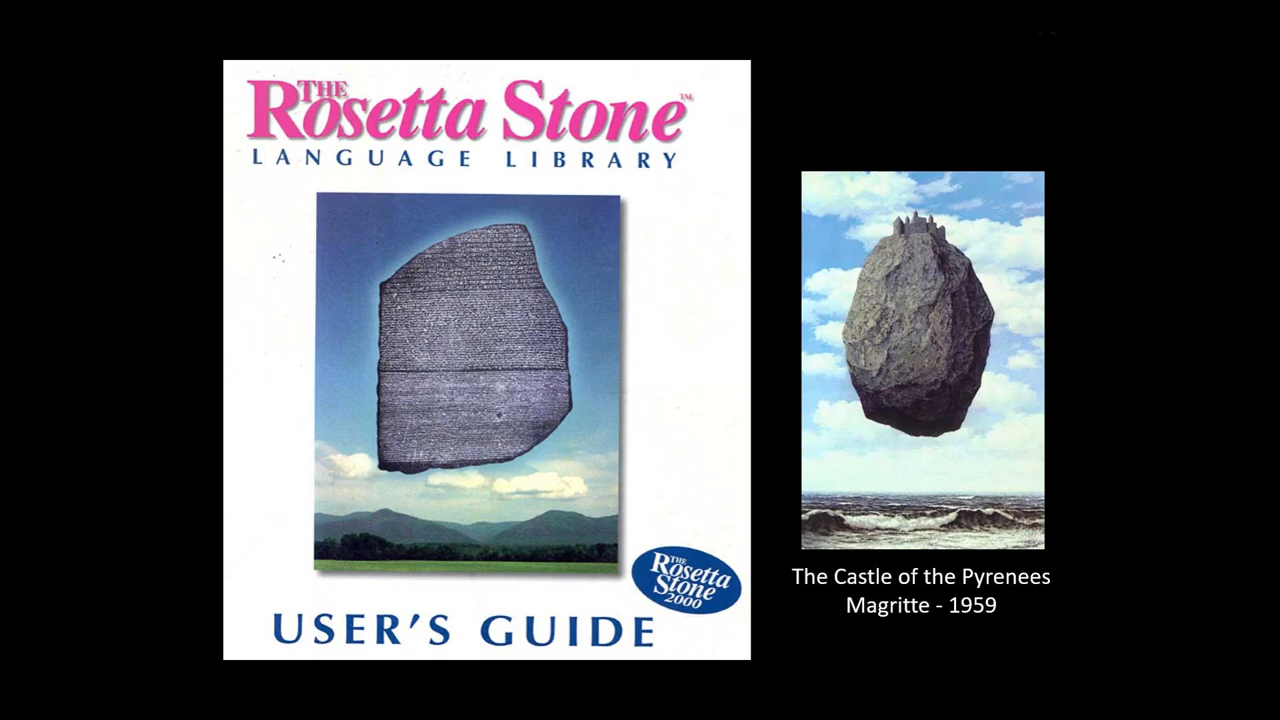 THE
Rosetta Stone™
LANGUAGE LIBRARY
THE
Rosetta
Stone
2000
USER'S GUIDE
The Castle of the Pyrenees
Magritte - 1959